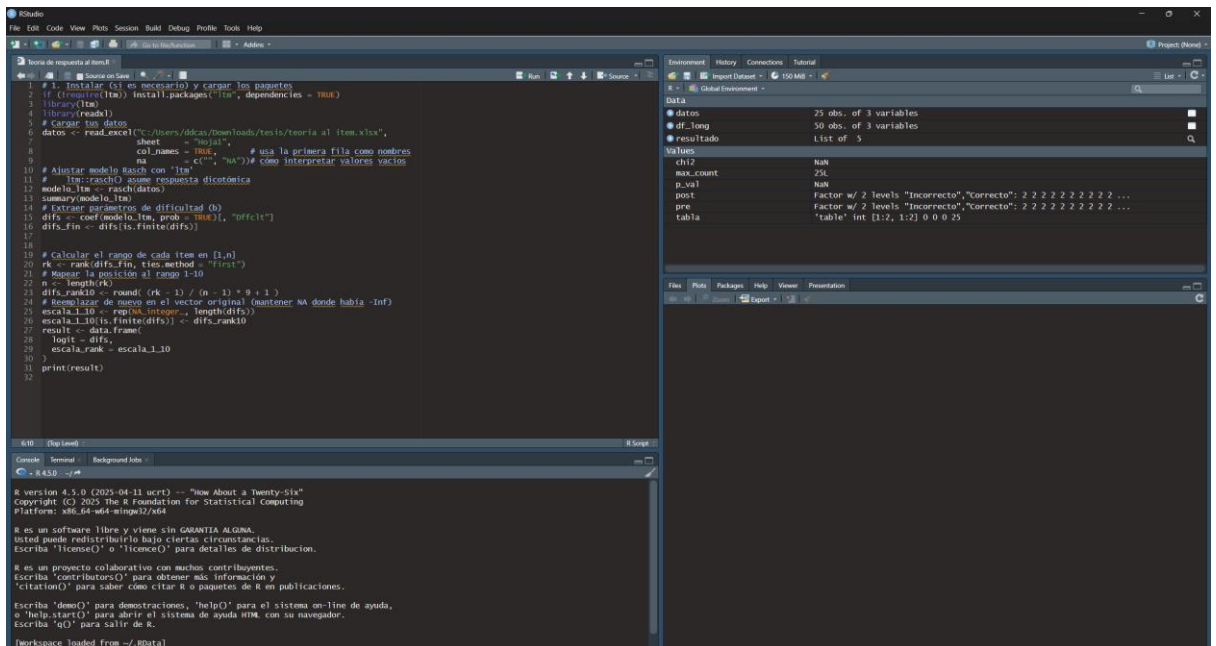 RStudio
File Edit Code View Plots Session Build Debug Profile Tools Help
Go to file/function Addins
Project: (None)
Teoria de respuesta al item.R
Source on Save Run Source
1 # 1. Instalar (si es necesario) y cargar los paquetes
2 if (!require(ltm)) install.packages("ltm", dependencies = TRUE)
3 library(ltm)
4 library(readxl)
5 # Cargar tus datos
6 datos <- read_excel("C:/Users/ddcas/Downloads/tesis/teoria al item.xlsx",
7 sheet = "Hoja1",
8 col_names = TRUE, # usa la primera fila como nombres
9 na = c("", "NA"))# cómo interpretar valores vacíos
10 # Ajustar modelo Rasch con 'ltm'
11 # ltm::rasch() asume respuesta dicotómica
12 modelo_ltm <- rasch(datos)
13 summary(modelo_ltm)
14 # Extraer parámetros de dificultad (b)
15 difs <- coef(modelo_ltm, prob = TRUE)[, "Dffclt"]
16 difs_fin <- difs[is.finite(difs)]
17
18
19 # Calcular el rango de cada item en [1,n]
20 rk <- rank(difs_fin, ties.method = "first")
21 # Mapear la posición al rango 1-10
22 n <- length(rk)
23 difs_rank10 <- round( (rk - 1) / (n - 1) * 9 + 1 )
24 # Reemplazar de nuevo en el vector original (mantener NA donde había -Inf)
25 escala_1_10 <- rep(NA_integer_, length(difs))
26 escala_1_10[is.finite(difs)] <- difs_rank10
27 result <- data.frame(
28 logit = difs,
29 escala_rank = escala_1_10
30 )
31 print(result)
32
6:10 (Top Level) R Script
Console Terminal Background Jobs
R 4.5.0 ~/
R version 4.5.0 (2025-04-11 ucrt) -- "How About a Twenty-Six"
Copyright (C) 2025 The R Foundation for Statistical Computing
Platform: x86_64-w64-mingw32/x64
R es un software libre y viene sin GARANTIA ALGUNA.
Usted puede redistribuirlo bajo ciertas circunstancias.
Escriba 'license()' o 'licence()' para detalles de distribucion.
R es un proyecto colaborativo con muchos contribuyentes.
Escriba 'contributors()' para obtener más información y
'citation()' para saber cómo citar R o paquetes de R en publicaciones.
Escriba 'demo()' para demostraciones, 'help()' para el sistema on-line de ayuda,
o 'help.start()' para abrir el sistema de ayuda HTML con su navegador.
Escriba 'q()' para salir de R.
[Workspace loaded from ~/.RData]
Environment History Connections Tutorial
Import Dataset 150 MiB List
R Global Environment
Data
datos 25 obs. of 3 variables
df_long 50 obs. of 3 variables
resultado List of 5
Values
chi2 NaN
max_count 25L
p_val NaN
post Factor w/ 2 levels "Incorrecto","Correcto": 2 2 2 2 2 2 2 2 2 2 ...
pre Factor w/ 2 levels "Incorrecto","Correcto": 2 2 2 2 2 2 2 2 2 2 ...
tabla 'table' int [1:2, 1:2] 0 0 0 25
Files Plots Packages Help Viewer Presentation
Zoom Export